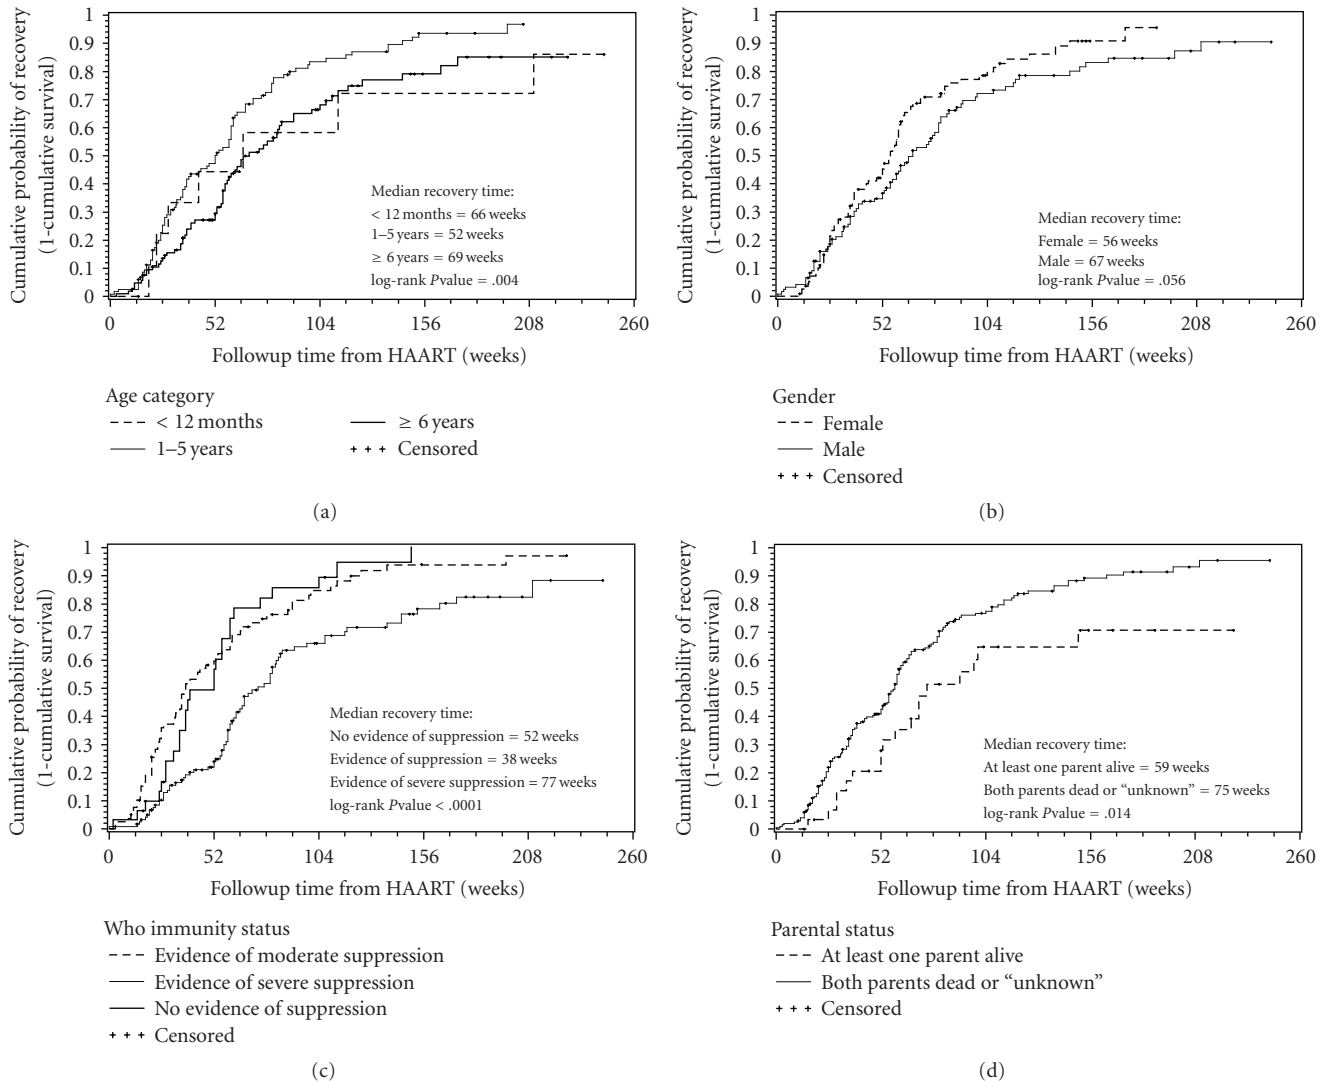 Cumulative probability of recovery
(1-cumulative survival)
1
0.9
0.8
0.7
0.6
0.5
0.4
0.3
0.2
0.1
0
Median recovery time:
< 12 months = 66 weeks
1–5 years = 52 weeks
≥ 6 years = 69 weeks
log-rank Pvalue = .004
0 52 104 156 208 260
Followup time from HAART (weeks)
Age category
< 12 months
≥ 6 years
1–5 years
Censored
(a)
Cumulative probability of recovery
(1-cumulative survival)
1
0.9
0.8
0.7
0.6
0.5
0.4
0.3
0.2
0.1
0
Median recovery time:
Female = 56 weeks
Male = 67 weeks
log-rank Pvalue = .056
0 52 104 156 208 260
Followup time from HAART (weeks)
Gender
Female
Male
Censored
(b)
Cumulative probability of recovery
(1-cumulative survival)
1
0.9
0.8
0.7
0.6
0.5
0.4
0.3
0.2
0.1
0
Median recovery time:
No evidence of suppression = 52 weeks
Evidence of suppression = 38 weeks
Evidence of severe suppression = 77 weeks
log-rank Pvalue < .0001
0 52 104 156 208 260
Followup time from HAART (weeks)
Who immunity status
Evidence of moderate suppression
Evidence of severe suppression
No evidence of suppression
Censored
(c)
Cumulative probability of recovery
(1-cumulative survival)
1
0.9
0.8
0.7
0.6
0.5
0.4
0.3
0.2
0.1
0
Median recovery time:
At least one parent alive = 59 weeks
Both parents dead or “unknown” = 75 weeks
log-rank Pvalue = .014
0 52 104 156 208 260
Followup time from HAART (weeks)
Parental status
At least one parent alive
Both parents dead or “unknown”
Censored
(d)